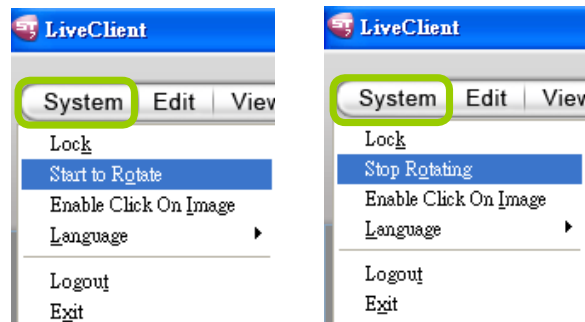 LiveClient
System Edit View
Lock
Start to Rotate
Enable Click On Image
Language
Logout
Exit
LiveClient
System Edit View
Lock
Stop Rotating
Enable Click On Image
Language
Logout
Exit